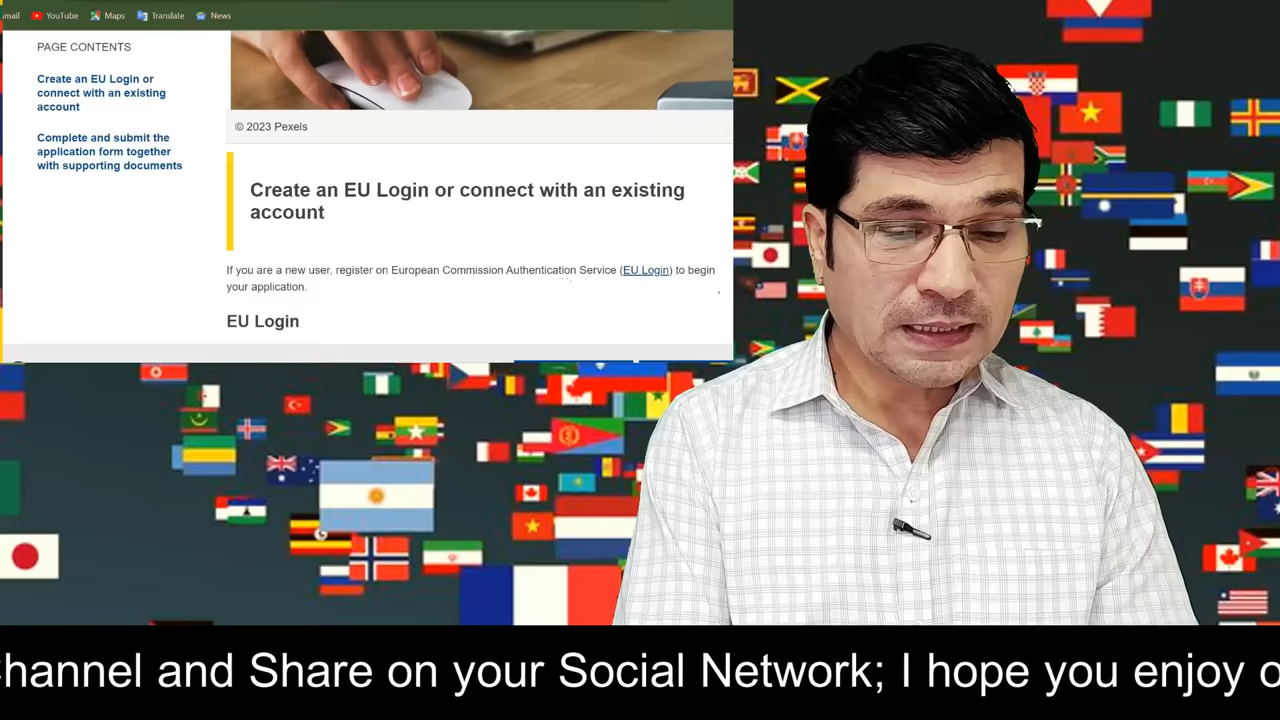 YouTube Maps Translate News
PAGE CONTENTS
Create an EU Login or
connect with an existing
account
Complete and submit the
application form together
with supporting documents
© 2023 Pexels
Create an EU Login or connect with an existing
account
If you are a new user, register on European Commission Authentication Service (EU Login) to begin
your application.
EU Login
Channel and Share on your Social Network; I hope you enjoy